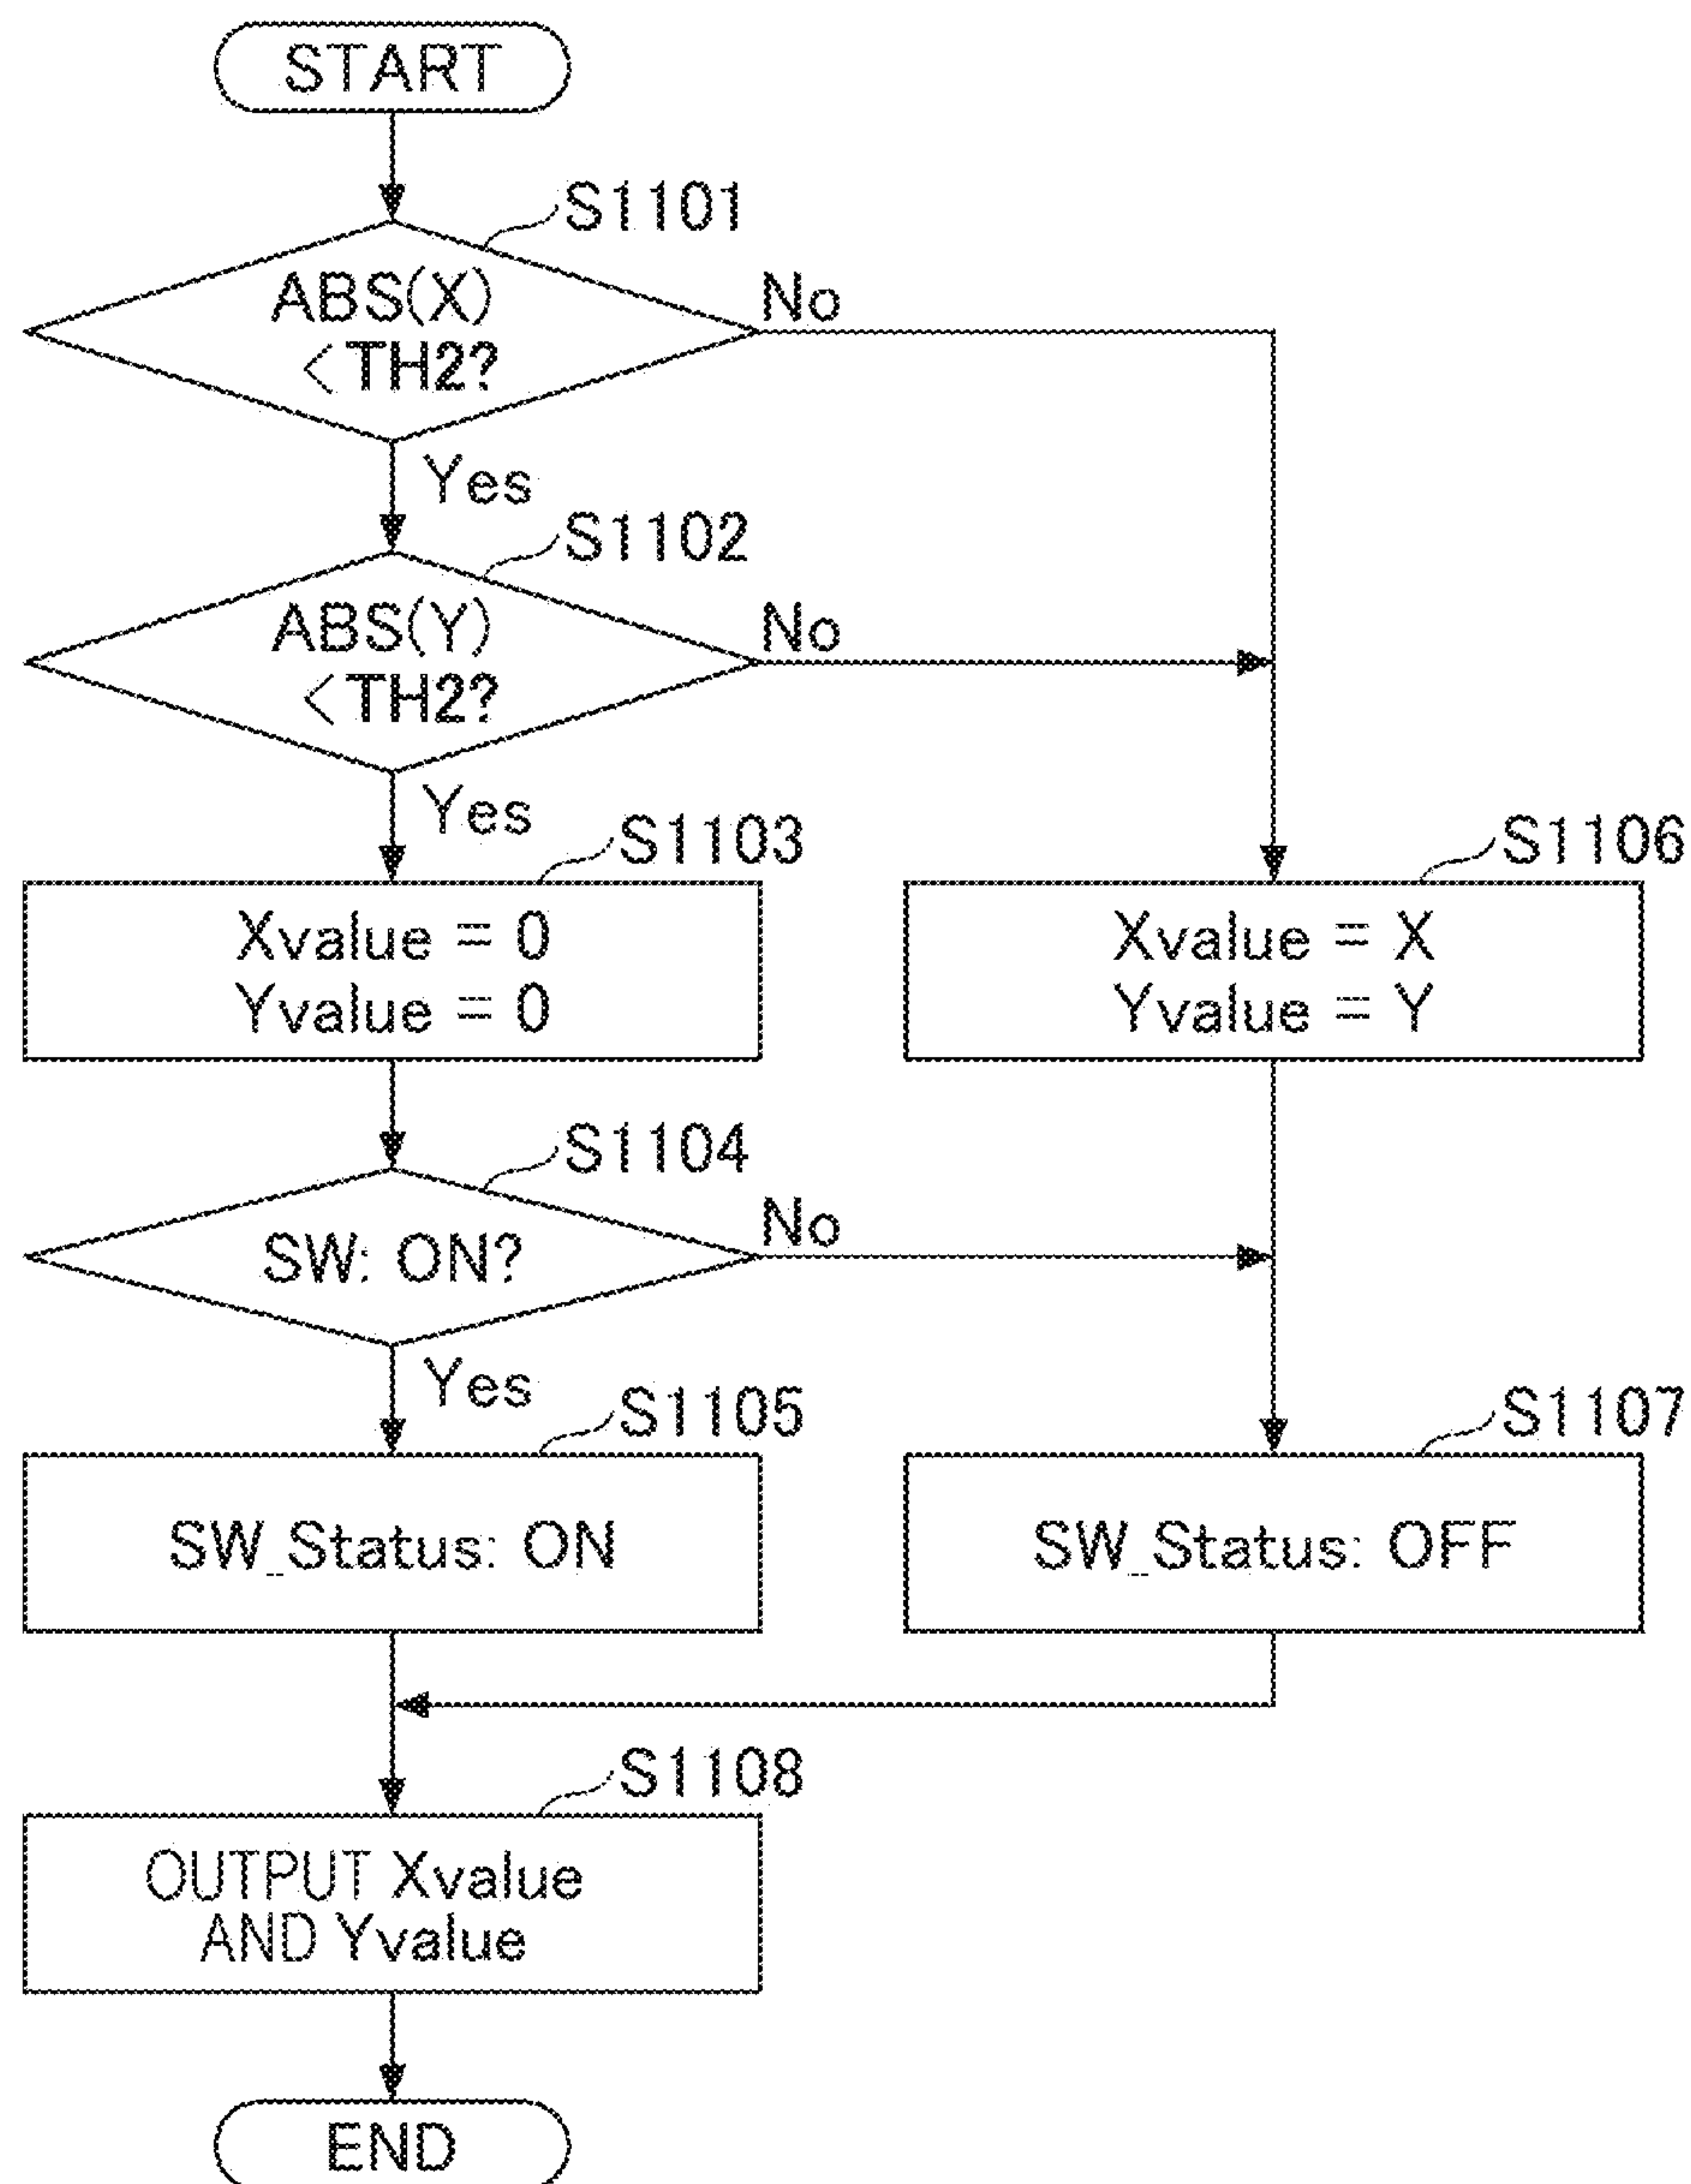 START
S1101
ABS(X)
<TH2?
No
Yes
S1102
ABS(Y)
<TH2?
No
Yes
S1103
Xvalue = 0
Yvalue = 0
S1106
Xvalue = X
Yvalue = Y
S1104
SW: ON?
No
Yes
S1105
SW_Status: ON
S1107
SW_Status: OFF
S1108
OUTPUT Xvalue
AND Yvalue
END